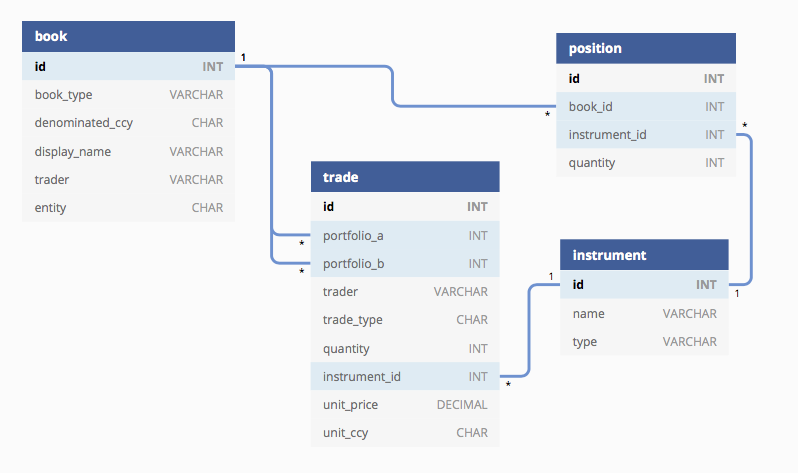 book
id INT
book_type VARCHAR
denominated_ccy CHAR
display_name VARCHAR
trader VARCHAR
entity CHAR
1
position
id INT
book_id INT
instrument_id INT
quantity INT
*
*
trade
id INT
portfolio_a INT
portfolio_b INT
trader VARCHAR
trade_type CHAR
quantity INT
instrument_id INT
unit_price DECIMAL
unit_ccy CHAR
*
*
*
instrument
id INT
name VARCHAR
type VARCHAR
1
1